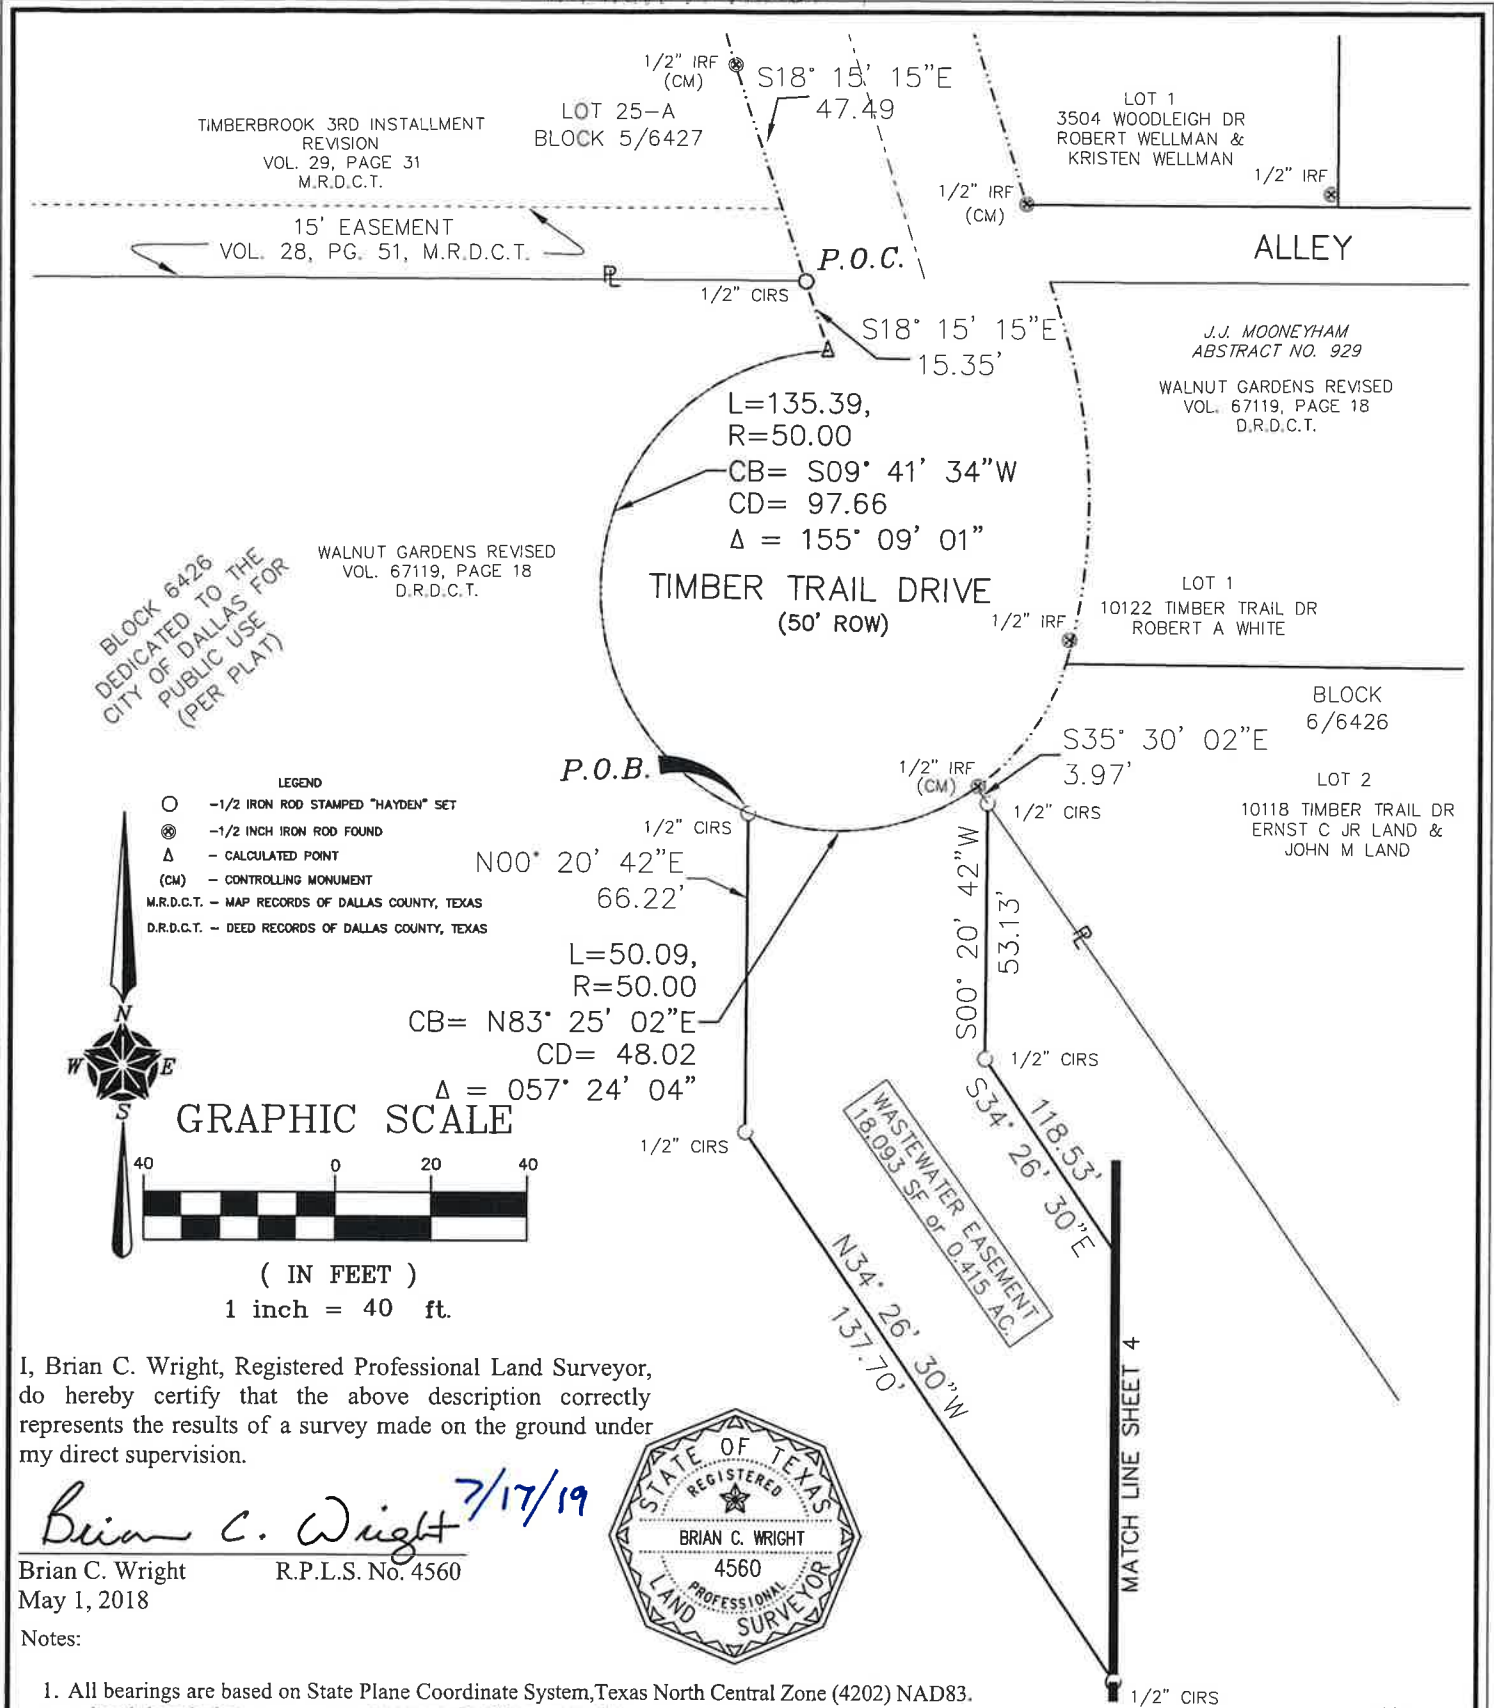 1/2" IRF
(CM)
S18° 15' 15"E
47.49
LOT 25-A
BLOCK 5/6427
TIMBERBROOK 3RD INSTALLMENT
REVISION
VOL. 29, PAGE 31
M.R.D.C.T.
LOT 1
3504 WOODLEIGH DR
ROBERT WELLMAN &
KRISTEN WELLMAN
1/2" IRF
1/2" IRF
(CM)
15' EASEMENT
VOL. 28, PG. 51, M.R.D.C.T.
ALLEY
P.O.C.
PL
1/2" CIRS
S18° 15' 15"E
15.35'
J.J. MOONEYHAM
ABSTRACT NO. 929
WALNUT GARDENS REVISED
VOL. 67119, PAGE 18
D.R.D.C.T.
L=135.39,
R=50.00
CB= S09° 41' 34"W
CD= 97.66
Δ = 155° 09' 01"
WALNUT GARDENS REVISED
VOL. 67119, PAGE 18
D.R.D.C.T.
TIMBER TRAIL DRIVE
(50' ROW)
BLOCK 6426
DEDICATED TO THE
CITY OF DALLAS FOR
PUBLIC USE
(PER PLAT)
1/2" IRF
LOT 1
10122 TIMBER TRAIL DR
ROBERT A WHITE
BLOCK
6/6426
S35° 30' 02"E
3.97'
P.O.B.
1/2" IRF
(CM)
1/2" CIRS
LOT 2
10118 TIMBER TRAIL DR
ERNST C JR LAND &
JOHN M LAND
LEGEND
-1/2 IRON ROD STAMPED "HAYDEN" SET
-1/2 INCH IRON ROD FOUND
Δ - CALCULATED POINT
(CM) - CONTROLLING MONUMENT
M.R.D.C.T. - MAP RECORDS OF DALLAS COUNTY, TEXAS
D.R.D.C.T. - DEED RECORDS OF DALLAS COUNTY, TEXAS
1/2" CIRS
N00° 20' 42"E
66.22'
S00° 20' 42"W
53.13'
PL
L=50.09,
R=50.00
CB= N83° 25' 02"E
CD= 48.02
Δ = 057° 24' 04"
1/2" CIRS
N
W E
S
GRAPHIC SCALE
40 0 20 40
( IN FEET )
1 inch = 40 ft.
1/2" CIRS
118.53'
S34° 26' 30"E
WASTEWATER EASEMENT
18,093 SF or 0.415 AC.
N34° 26' 30"W
137.70'
MATCH LINE SHEET 4
I, Brian C. Wright, Registered Professional Land Surveyor,
do hereby certify that the above description correctly
represents the results of a survey made on the ground under
my direct supervision.
Brian C. Wright 7/17/19
Brian C. Wright R.P.L.S. No. 4560
May 1, 2018
STATE OF TEXAS
REGISTERED
BRIAN C. WRIGHT
4560
PROFESSIONAL
LAND SURVEYOR
Notes:
1. All bearings are based on State Plane Coordinate System,Texas North Central Zone (4202) NAD83.
1/2" CIRS